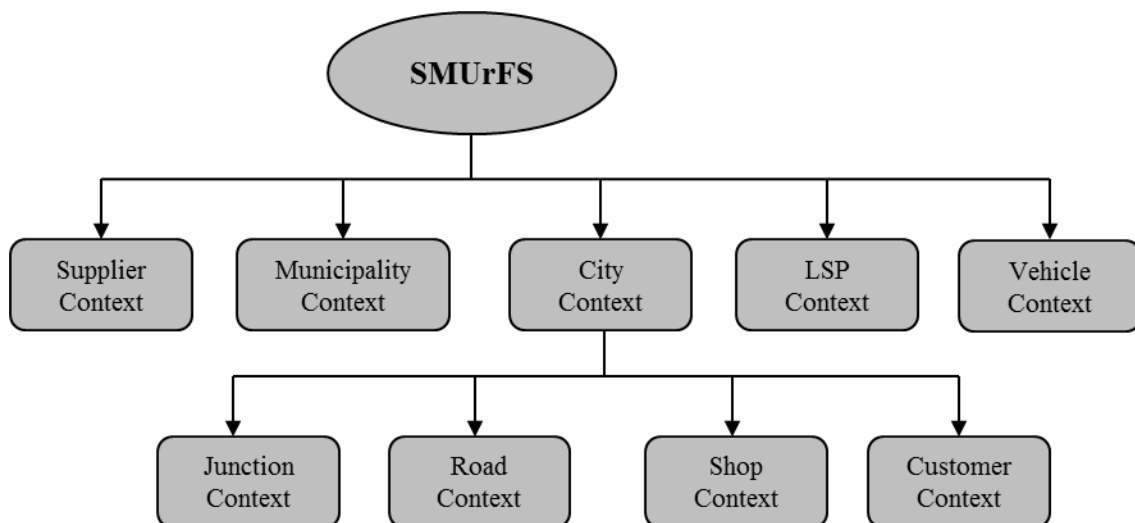 SMUrFS
Supplier
Context
Municipality
Context
City
Context
LSP
Context
Vehicle
Context
Junction
Context
Road
Context
Shop
Context
Customer
Context